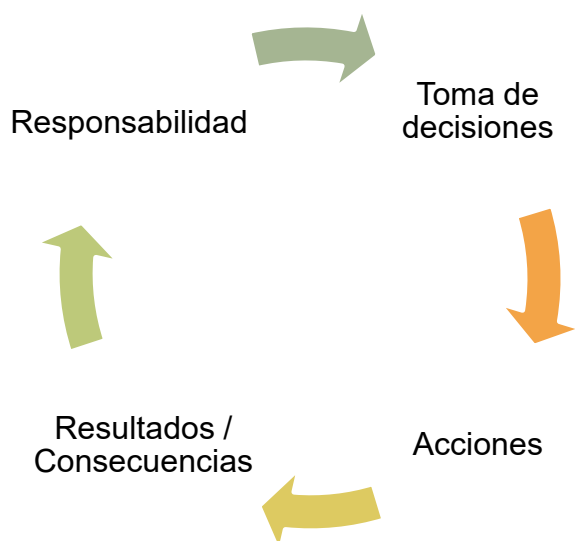 Responsabilidad
Toma de
decisiones
Acciones
Resultados /
Consecuencias